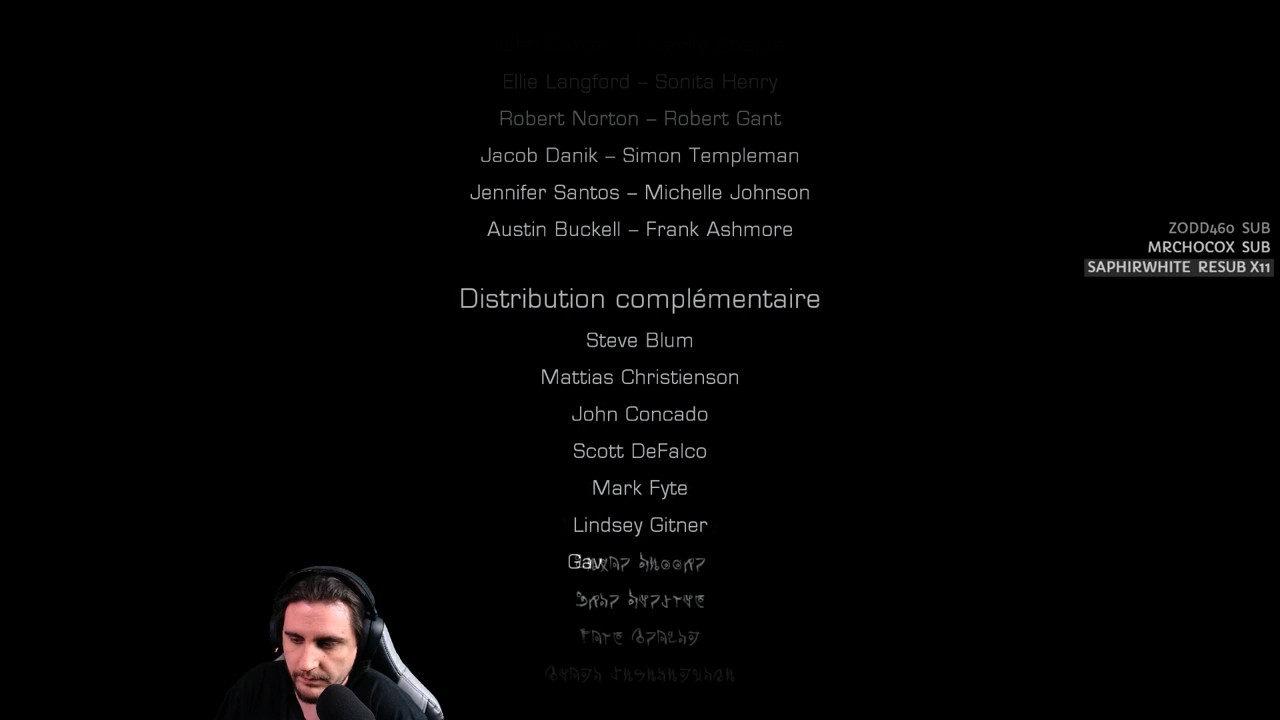 Ellie Langford – Sonita Henry
Robert Norton – Robert Gant
Jacob Danik – Simon Templeman
Jennifer Santos – Michelle Johnson
Austin Buckell – Frank Ashmore
ZODD460 SUB
MRCHOCOX SUB
SAPHIRWHITE RESUB X11
Distribution complémentaire
Steve Blum
Mattias Christienson
John Concado
Scott DeFalco
Mark Fyte
Lindsey Gitner
Gav